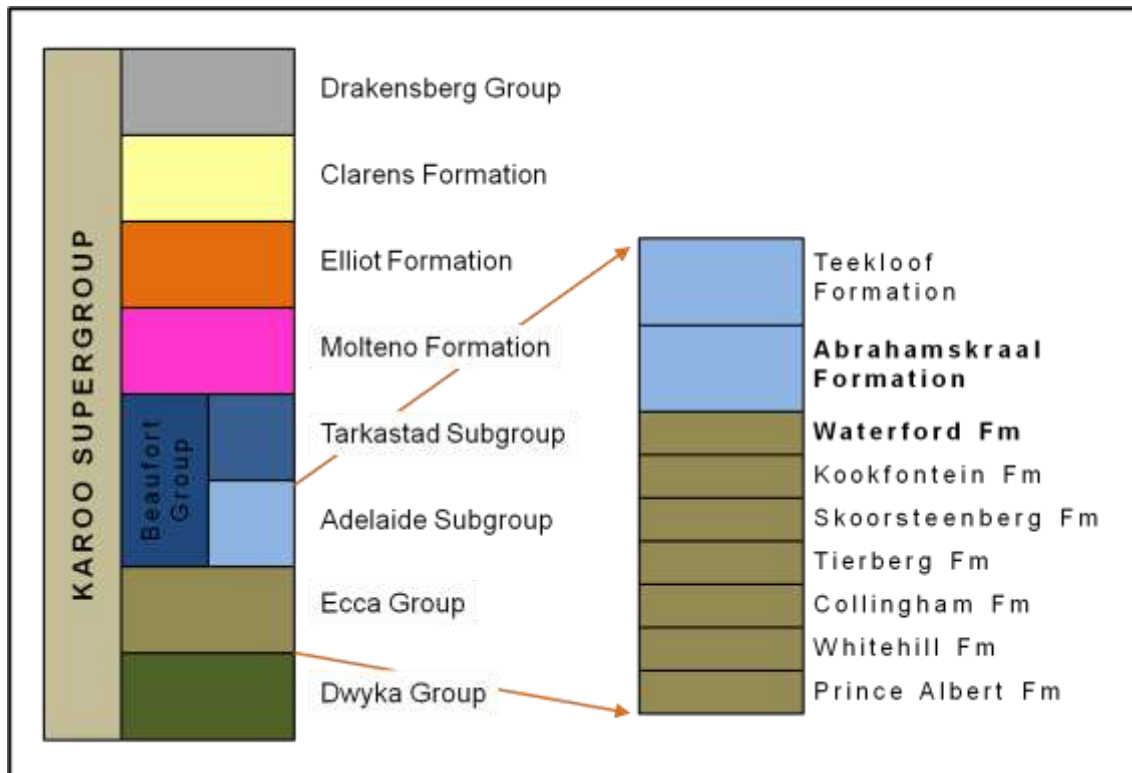 KAROO SUPERGROUP
Drakensberg Group
Clarens Formation
Elliot Formation
Molteno Formation
Beaufort
Group
Tarkastad Subgroup
Adelaide Subgroup
Ecca Group
Dwyka Group
Teekloof
Formation
Abrahamskraal
Formation
Waterford Fm
Kookfontein Fm
Skoorsteenberg Fm
Tierberg Fm
Collingham Fm
Whitehill Fm
Prince Albert Fm